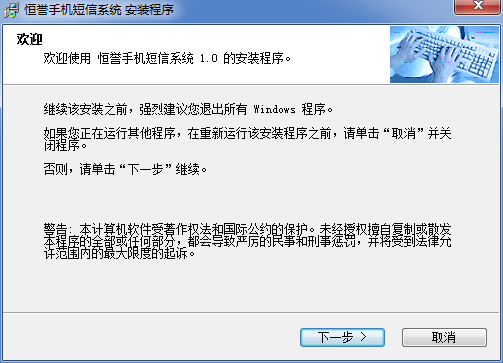 恒誉手机短信系统 安装程序
欢迎
欢迎使用 恒誉手机短信系统 1.0 的安装程序。
继续该安装之前，强烈建议您退出所有 Windows 程序。
如果您正在运行其他程序，在重新运行该安装程序之前，请单击“取消”并关
闭程序。
否则，请单击“下一步”继续。
警告: 本计算机软件受著作权法和国际公约的保护。未经授权擅自复制或散发
本程序的全部或任何部分，都会导致严厉的民事和刑事惩罚，并将受到法律允
许范围内的最大限度的起诉。
下一步 >
取消